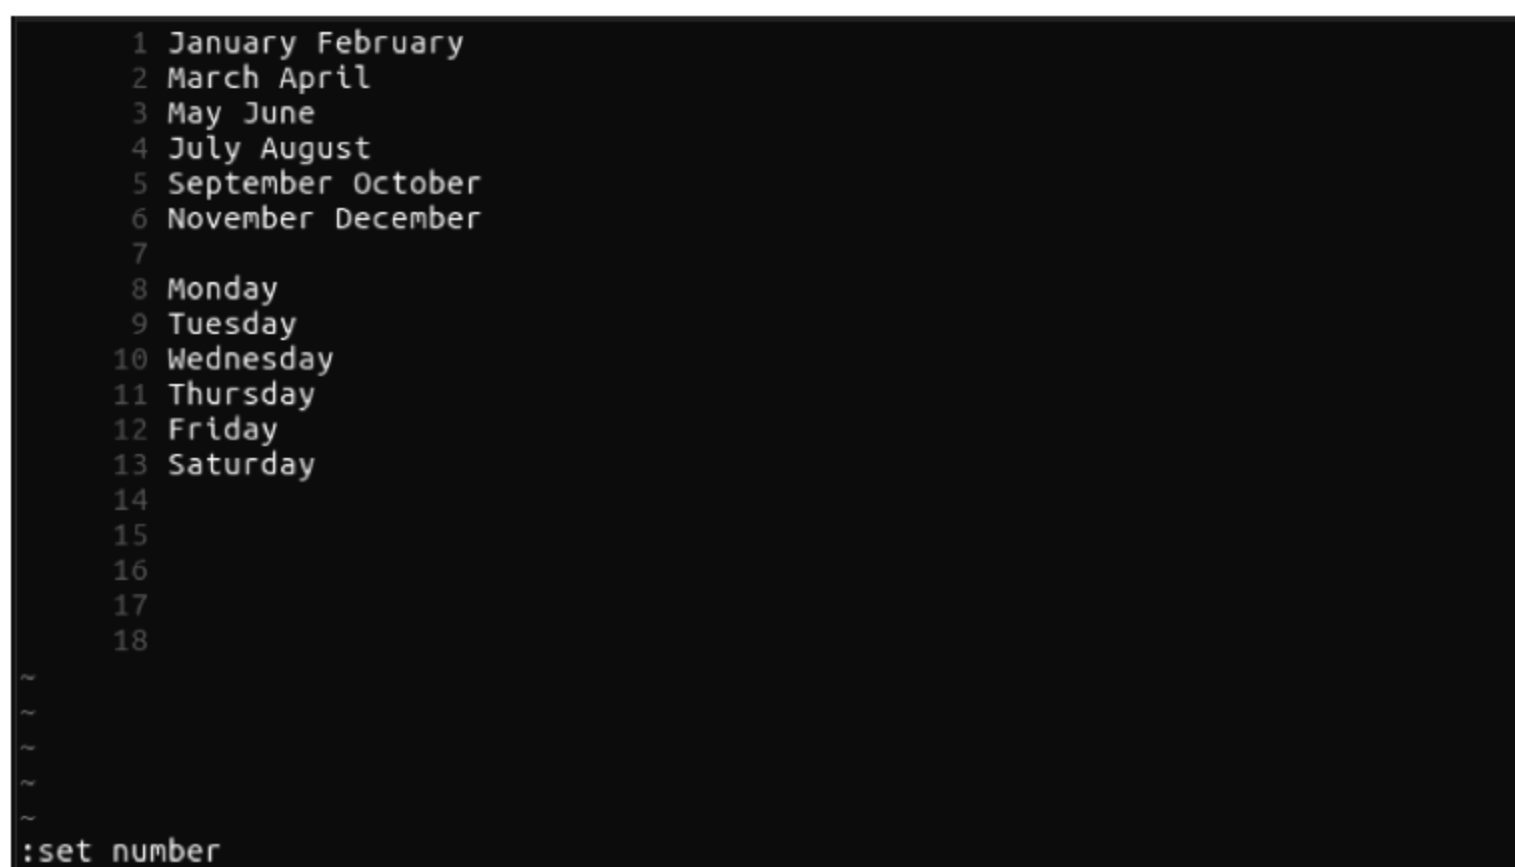 1 January February
2 March April
3 May June
4 July August
5 September October
6 November December
7
8 Monday
9 Tuesday
10 Wednesday
11 Thursday
12 Friday
13 Saturday
14
15
16
17
18
~
~
~
~
~
:set number